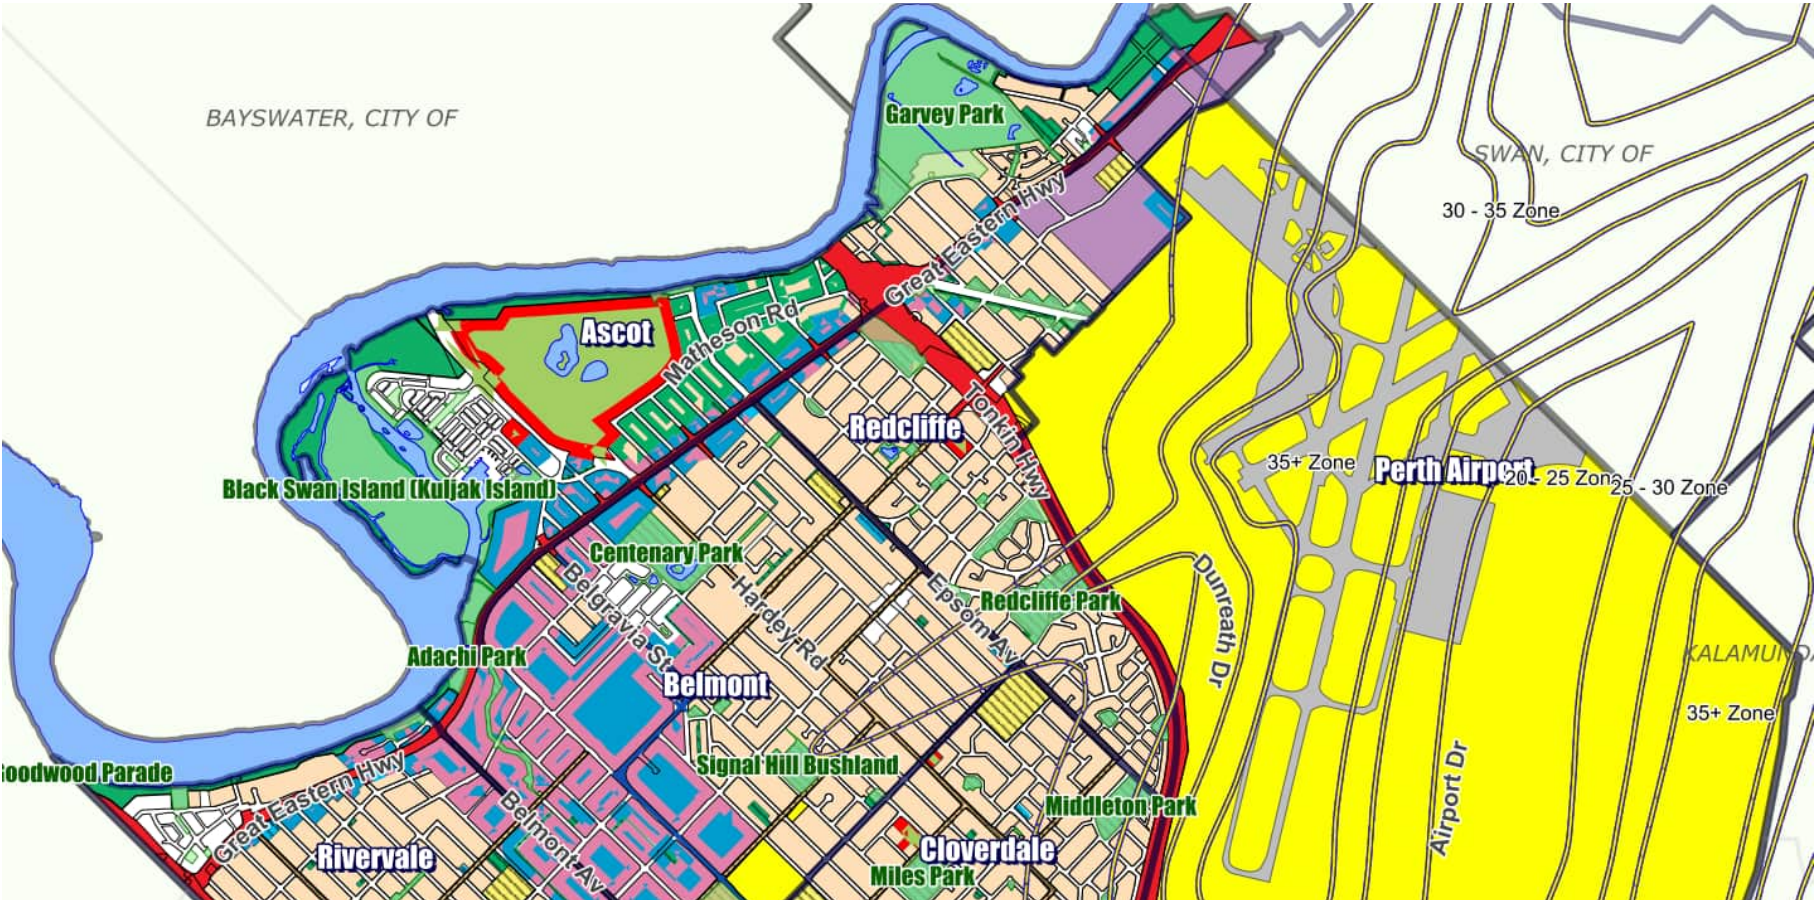 BAYSWATER, CITY OF
Garvey Park
SWAN, CITY OF
30 - 35 Zone
Great Eastern Hwy
Ascot
Matheson Rd
Redcliffe
Tonkin Hwy
35+ Zone
Perth Airport
20 - 25 Zone
25 - 30 Zone
Black Swan Island (Kuljak Island)
Centenary Park
Belgravia St
Hardey Rd
Epsom Av
Redcliffe Park
Dunreath Dr
Adachi Park
Belmont
KALAMUNDA
35+ Zone
Goodwood Parade
Great Eastern Hwy
Signal Hill Bushland
Airport Dr
Middleton Park
Belmont Av
Rivervale
Cloverdale
Miles Park